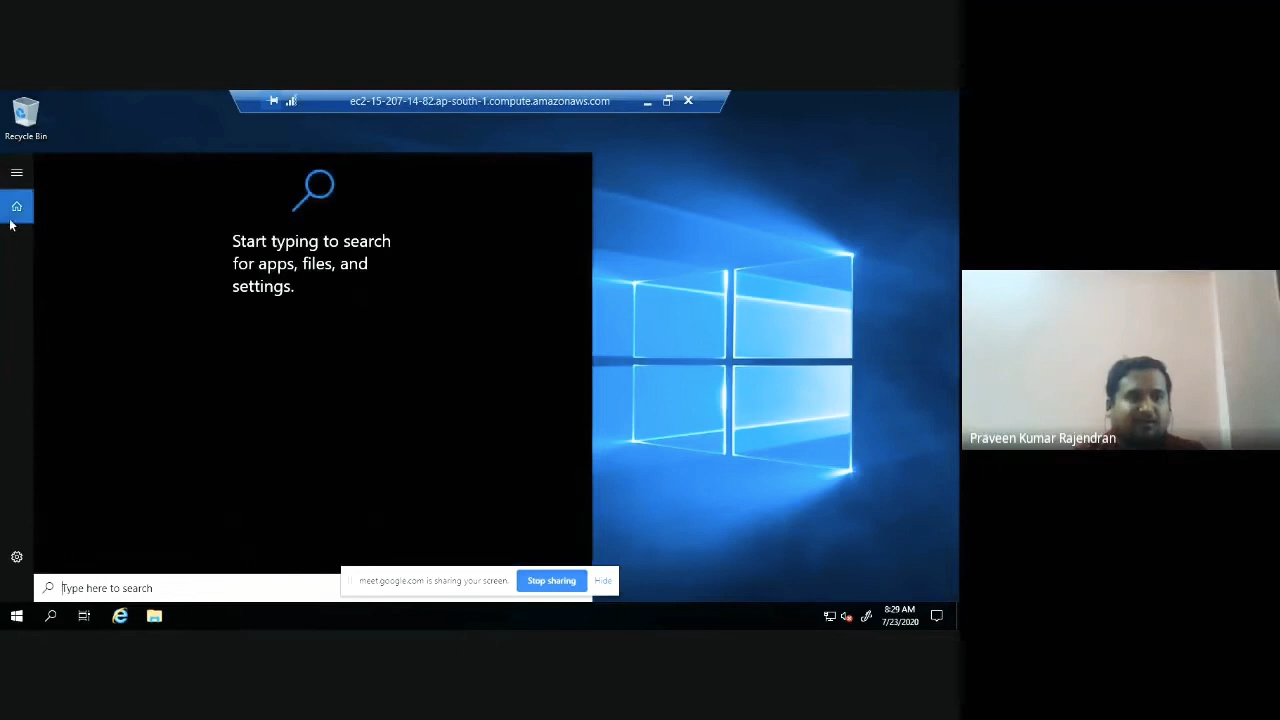 ec2-15-207-14-82.ap-south-1.compute.amazonaws.com
Recycle Bin
Start typing to search
for apps, files, and
settings.
Praveen Kumar Rajendran
meet.google.com is sharing your screen.
Stop sharing
Hide
Type here to search
8:29 AM
7/23/2020